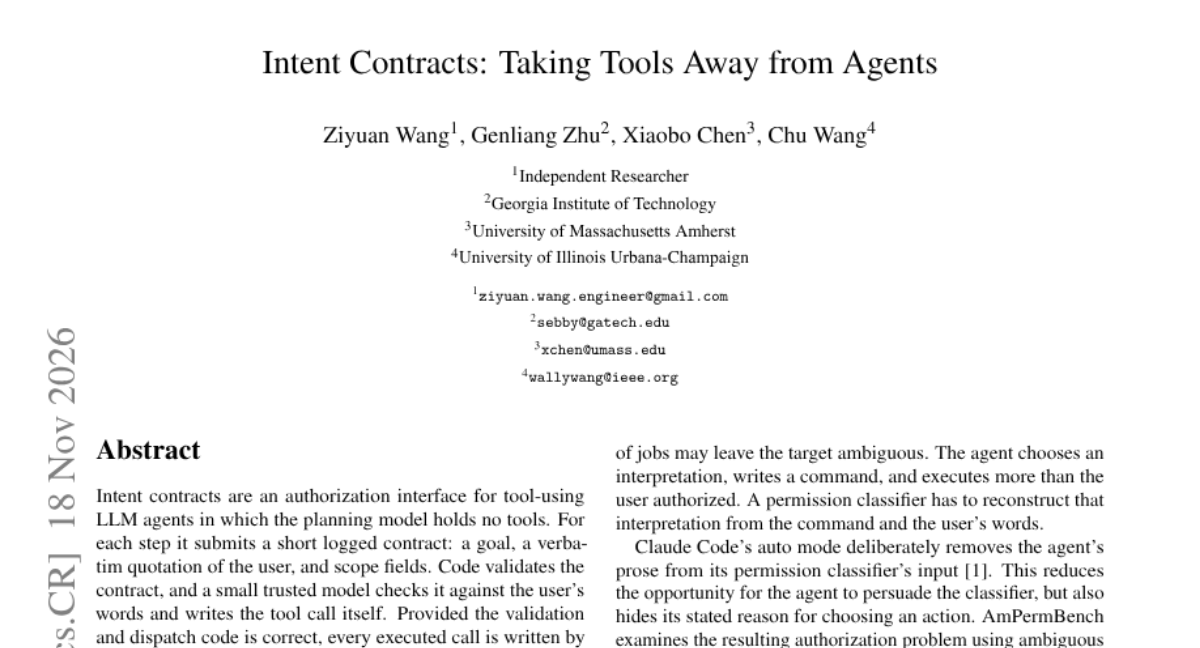 Intent Contracts: Taking Tools Away from Agents
Ziyuan Wang1, Genliang Zhu2, Xiaobo Chen3, Chu Wang4
1Independent Researcher
2Georgia Institute of Technology
3University of Massachusetts Amherst
4University of Illinois Urbana-Champaign
1ziyuan.wang.engineer@gmail.com
2sebby@gatech.edu
3xchen@umass.edu
4wallywang@ieee.org
cs.CR] 18 Nov 2026
Abstract
Intent contracts are an authorization interface for tool-using
LLM agents in which the planning model holds no tools. For
each step it submits a short logged contract: a goal, a verba-
tim quotation of the user, and scope fields. Code validates the
contract, and a small trusted model checks it against the user's
words and writes the tool call itself. Provided the validation
and dispatch code is correct, every executed call is written by
of jobs may leave the target ambiguous. The agent chooses an
interpretation, writes a command, and executes more than the
user authorized. A permission classifier has to reconstruct that
interpretation from the command and the user's words.
Claude Code's auto mode deliberately removes the agent's
prose from its permission classifier's input [1]. This reduces
the opportunity for the agent to persuade the classifier, but also
hides its stated reason for choosing an action. AmPermBench
examines the resulting authorization problem using ambiguous